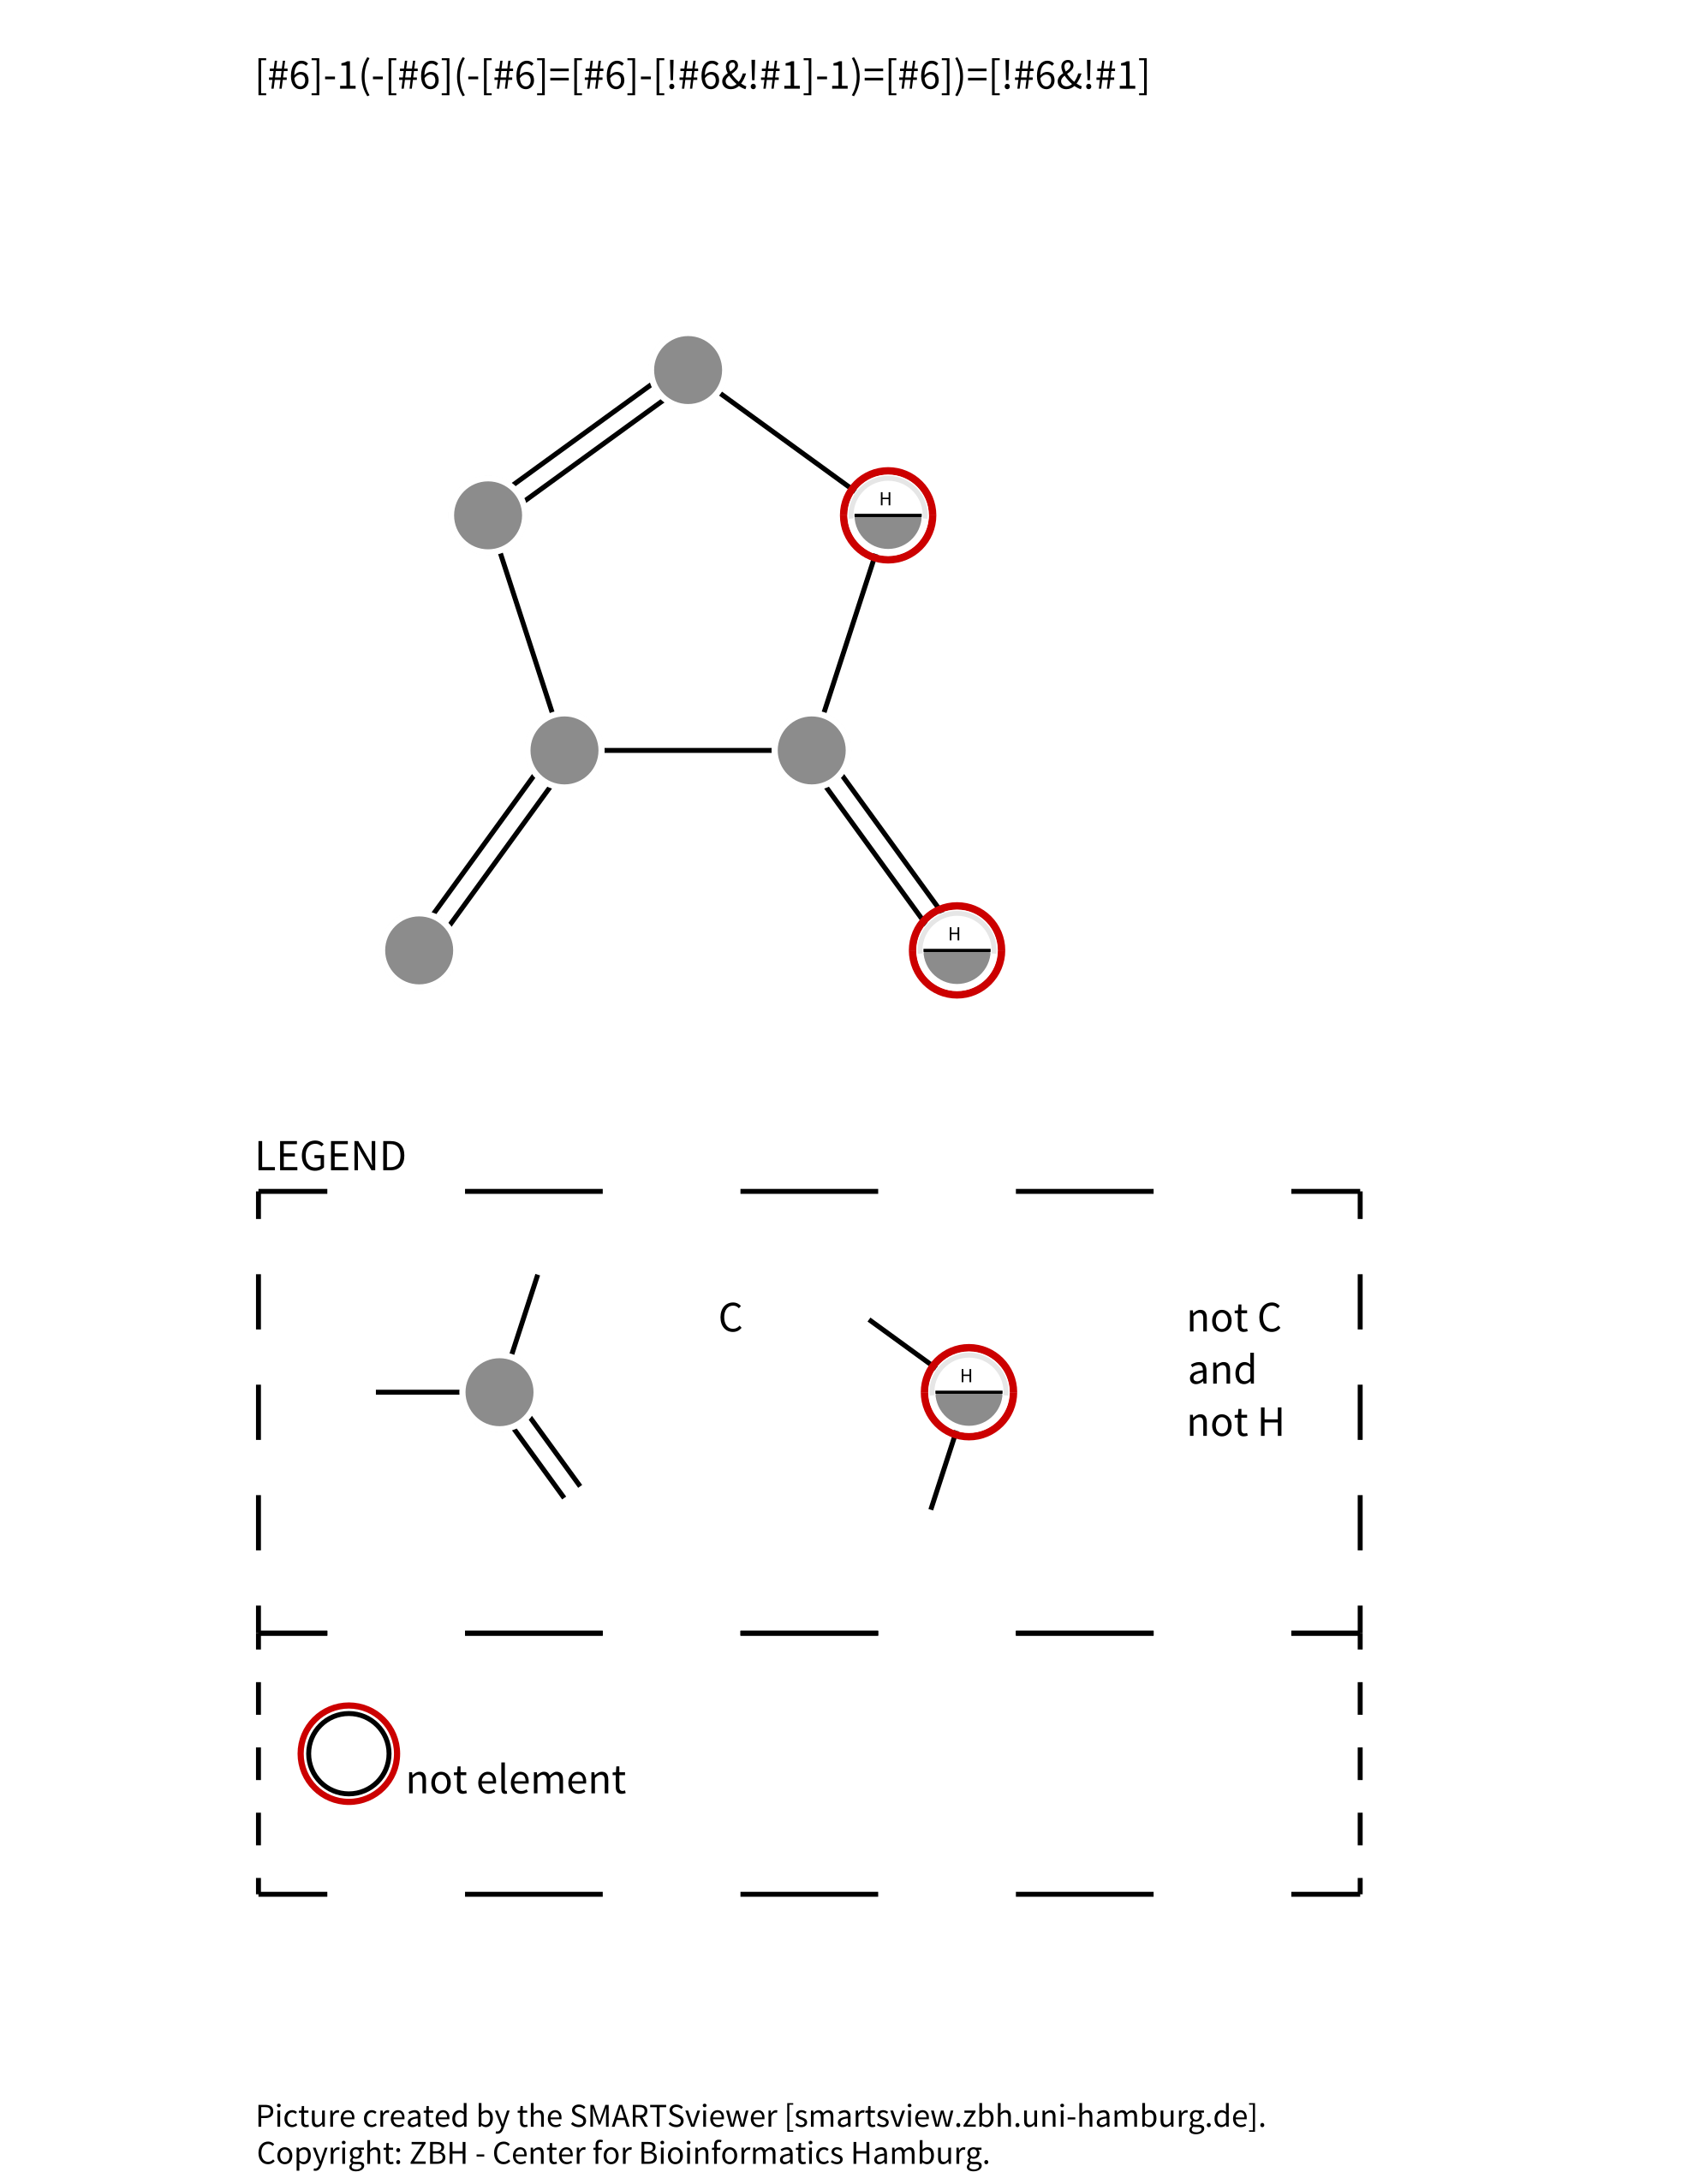 [#6]-1(-[#6](-[#6]=[#6]-[!#6&!#1]-1)=[#6])=[!#6&!#1]
H
H
LEGEND
C
H
not C
and
not H
not element
Picture created by the SMARTSviewer [smartsview.zbh.uni-hamburg.de].
Copyright: ZBH - Center for Bioinformatics Hamburg.